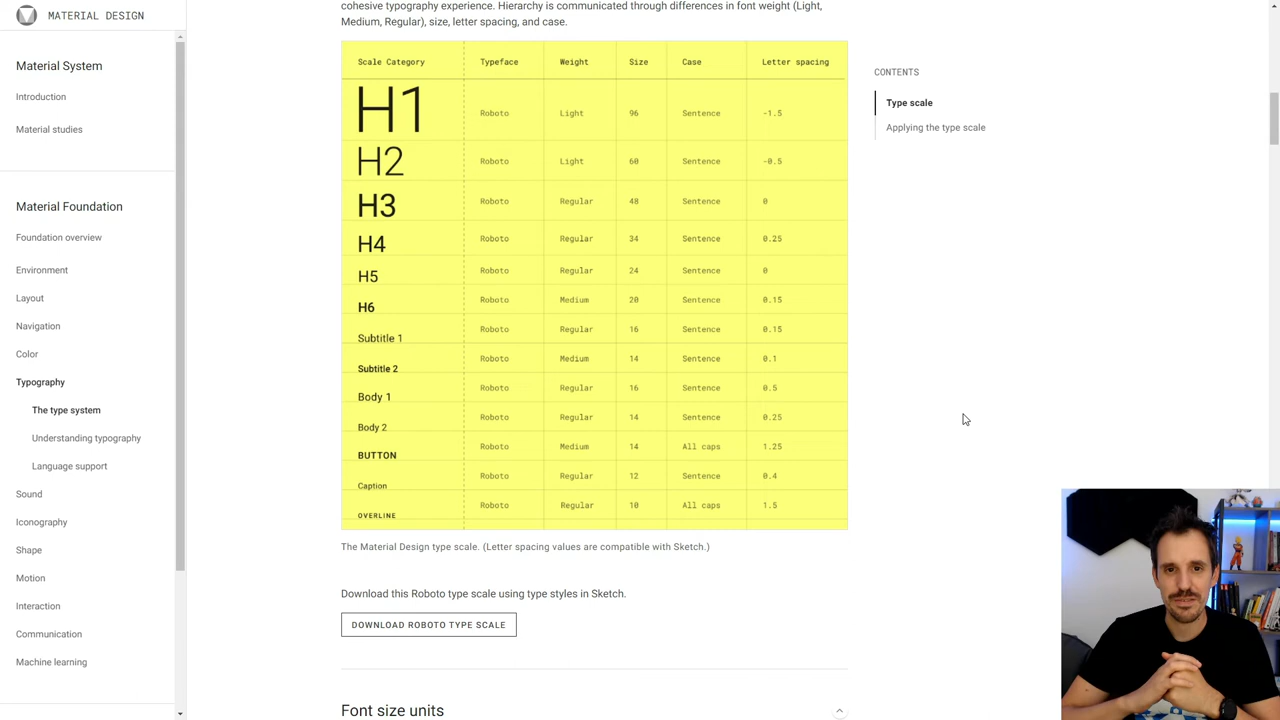 MATERIAL DESIGN
Material System
Introduction
Material studies
Material Foundation
Foundation overview
Environment
Layout
Navigation
Color
Typography
The type system
Understanding typography
Language support
Sound
Iconography
Shape
Motion
Interaction
Communication
Machine learning
cohesive typography experience. Hierarchy is communicated through differences in font weight (Light,
Medium, Regular), size, letter spacing, and case.
Scale Category Typeface Weight Size Case Letter spacing
H1 Roboto Light 96 Sentence -1.5
H2 Roboto Light 60 Sentence -0.5
H3 Roboto Regular 48 Sentence 0
H4 Roboto Regular 34 Sentence 0.25
H5 Roboto Regular 24 Sentence 0
H6 Roboto Medium 20 Sentence 0.15
Subtitle 1 Roboto Regular 16 Sentence 0.15
Subtitle 2 Roboto Medium 14 Sentence 0.1
Body 1 Roboto Regular 16 Sentence 0.5
Body 2 Roboto Regular 14 Sentence 0.25
BUTTON Roboto Medium 14 All caps 1.25
Caption Roboto Regular 12 Sentence 0.4
OVERLINE Roboto Regular 10 All caps 1.5
The Material Design type scale. (Letter spacing values are compatible with Sketch.)
Download this Roboto type scale using type styles in Sketch.
DOWNLOAD ROBOTO TYPE SCALE
Font size units
CONTENTS
Type scale
Applying the type scale